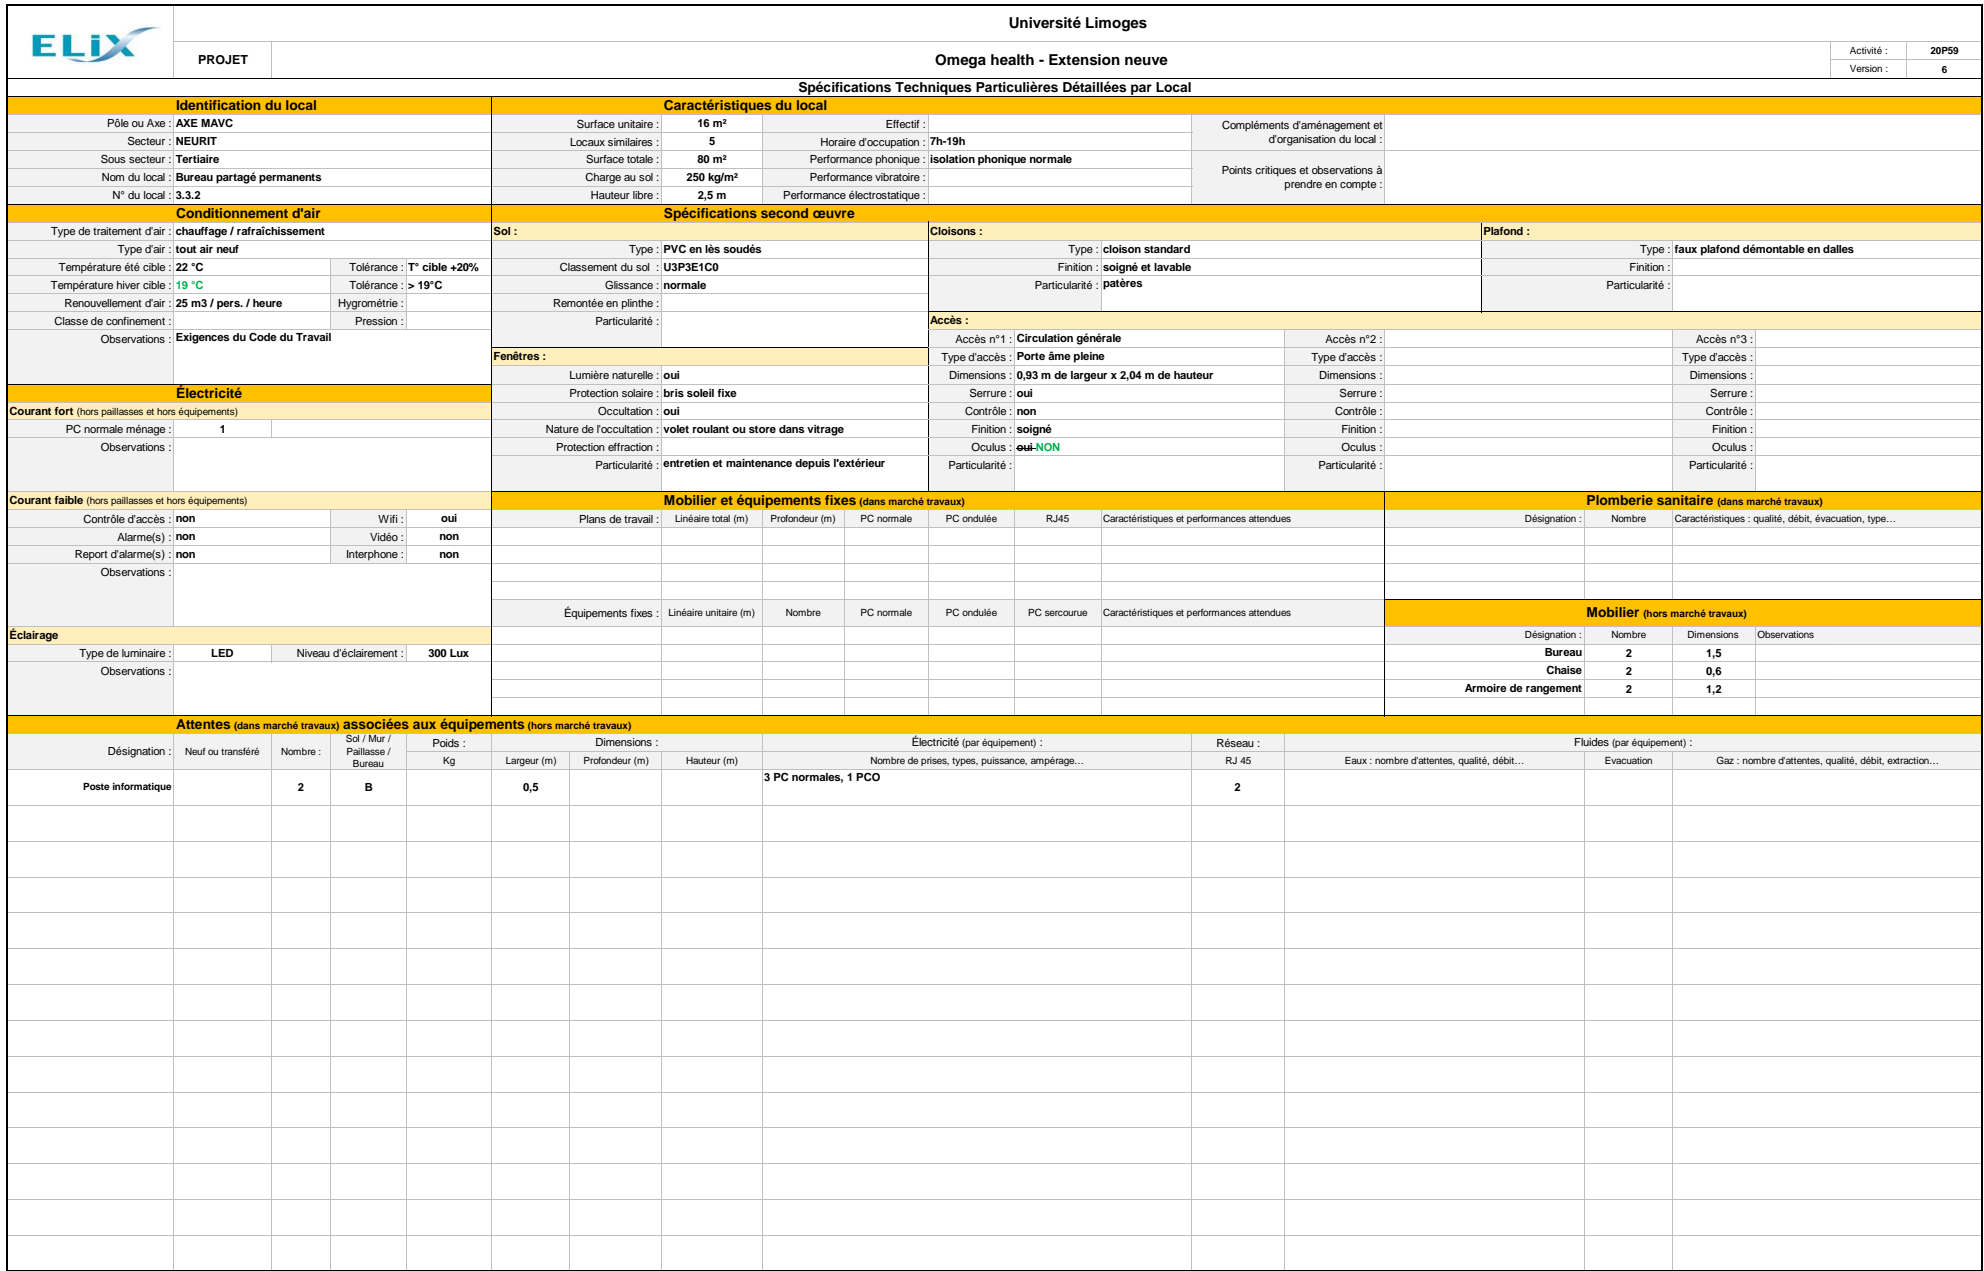 ELiX
Université Limoges
PROJET
Omega health - Extension neuve
Activité : 20P59
Version : 6
Spécifications Techniques Particulières Détaillées par Local
Identification du local
Pôle ou Axe : AXE MAVC
Secteur : NEURIT
Sous secteur : Tertiaire
Nom du local : Bureau partagé permanents
N° du local : 3.3.2
Caractéristiques du local
Surface unitaire : 16 m²
Locaux similaires : 5
Surface totale : 80 m²
Charge au sol : 250 kg/m²
Hauteur libre : 2,5 m
Effectif :
Horaire d'occupation : 7h-19h
Performance phonique : isolation phonique normale
Performance vibratoire :
Performance électrostatique :
Compléments d'aménagement et
d'organisation du local :
Points critiques et observations à
prendre en compte :
Conditionnement d'air
Type de traitement d'air : chauffage / rafraîchissement
Type d'air : tout air neuf
Température été cible : 22 °C Tolérance : T° cible +20%
Température hiver cible : 19 °C Tolérance : > 19°C
Renouvellement d'air : 25 m3 / pers. / heure Hygrométrie :
Classe de confinement : Pression :
Observations : Exigences du Code du Travail
Spécifications second œuvre
Sol :
Type : PVC en lès soudés
Classement du sol : U3P3E1C0
Glissance : normale
Remontée en plinthe :
Particularité :
Cloisons :
Type : cloison standard
Finition : soigné et lavable
Particularité : patères
Plafond :
Type : faux plafond démontable en dalles
Finition :
Particularité :
Fenêtres :
Lumière naturelle : oui
Protection solaire : bris soleil fixe
Occultation : oui
Nature de l'occultation : volet roulant ou store dans vitrage
Protection effraction :
Particularité : entretien et maintenance depuis l'extérieur
Accès :
Accès n°1 : Circulation générale
Type d'accès : Porte âme pleine
Dimensions : 0,93 m de largeur x 2,04 m de hauteur
Serrure : oui
Contrôle : non
Finition : soigné
Oculus : oui NON
Particularité :
Accès n°2 :
Type d'accès :
Dimensions :
Serrure :
Contrôle :
Finition :
Oculus :
Particularité :
Accès n°3 :
Type d'accès :
Dimensions :
Serrure :
Contrôle :
Finition :
Oculus :
Particularité :
Électricité
Courant fort (hors paillasses et hors équipements)
PC normale ménage : 1
Observations :
Courant faible (hors paillasses et hors équipements)
Contrôle d'accès : non Wifi : oui
Alarme(s) : non Vidéo : non
Report d'alarme(s) : non Interphone : non
Observations :
Éclairage
Type de luminaire : LED Niveau d'éclairement : 300 Lux
Observations :
Mobilier et équipements fixes (dans marché travaux)
Plans de travail : Linéaire total (m) Profondeur (m) PC normale PC ondulée RJ45 Caractéristiques et performances attendues
Équipements fixes : Linéaire unitaire (m) Nombre PC normale PC ondulée PC sercourue Caractéristiques et performances attendues
Plomberie sanitaire (dans marché travaux)
Désignation : Nombre Caractéristiques : qualité, débit, évacuation, type…
Mobilier (hors marché travaux)
Désignation : Nombre Dimensions Observations
Bureau 2 1,5
Chaise 2 0,6
Armoire de rangement 2 1,2
Attentes (dans marché travaux) associées aux équipements (hors marché travaux)
Désignation : Neuf ou transféré Nombre :
Sol / Mur /
Paillasse /
Bureau
Poids :
Kg
Dimensions :
Largeur (m) Profondeur (m) Hauteur (m)
Électricité (par équipement) :
Nombre de prises, types, puissance, ampérage…
Réseau :
RJ 45
Fluides (par équipement) :
Eaux : nombre d'attentes, qualité, débit… Evacuation Gaz : nombre d'attentes, qualité, débit, extraction…
Poste informatique 2 B 0,5 3 PC normales, 1 PCO 2